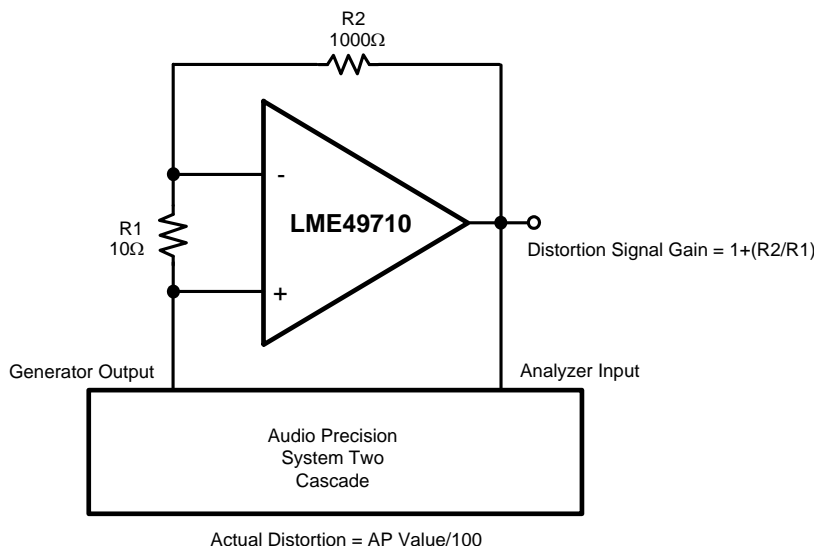 R2
1000Ω
-
LME49710
R1
10Ω
Distortion Signal Gain = 1+(R2/R1)
+
Generator Output
Analyzer Input
Audio Precision
System Two
Cascade
Actual Distortion = AP Value/100